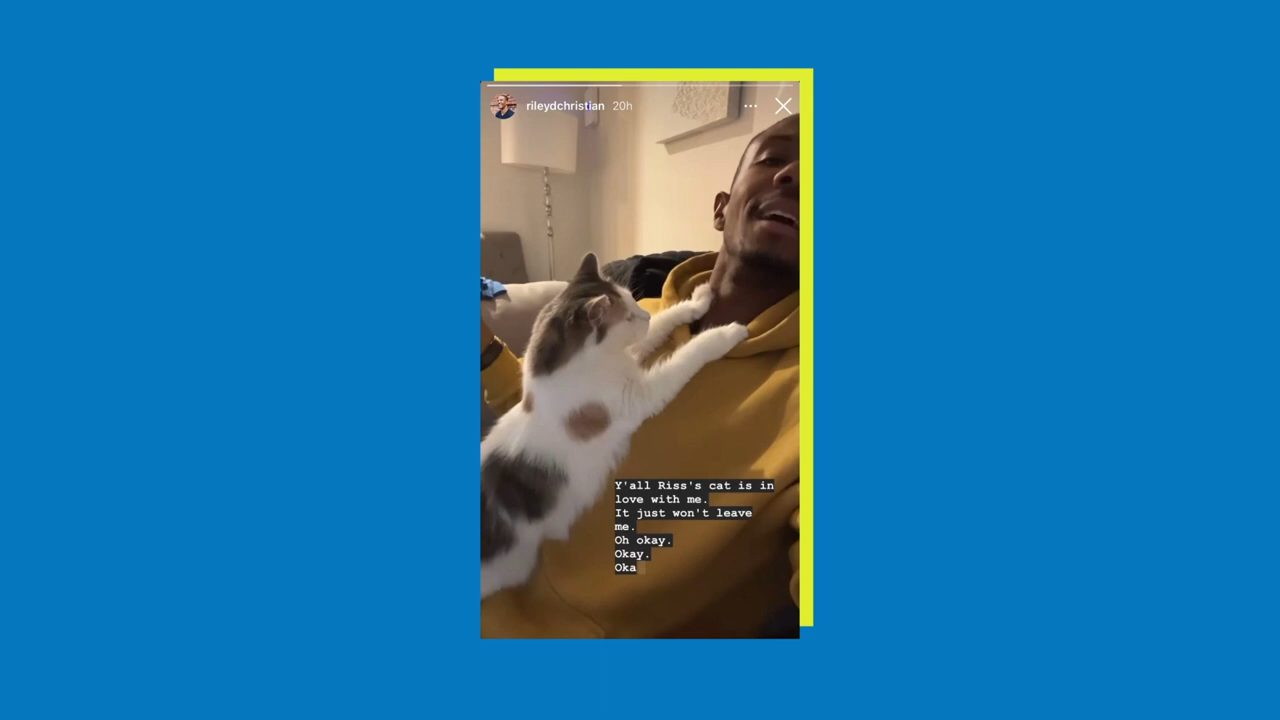 rileydchristian 20h
Y'all Riss's cat is in
love with me.
It just won't leave
me.
Oh okay.
Okay.
Oka